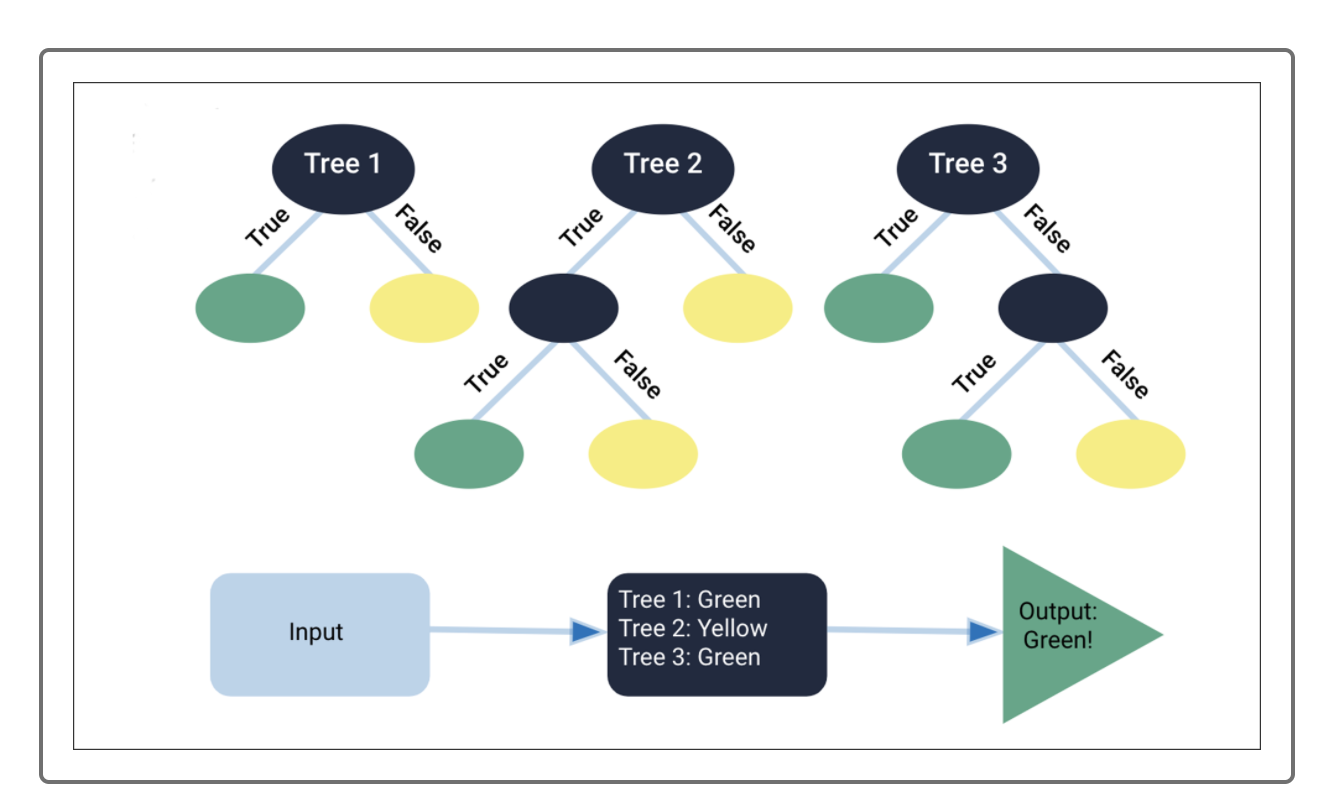 Tree 1
Tree 2
Tree 3
True
False
True
False
True
False
True
False
True
False
Input
Tree 1: Green
Tree 2: Yellow
Tree 3: Green
Output:
Green!